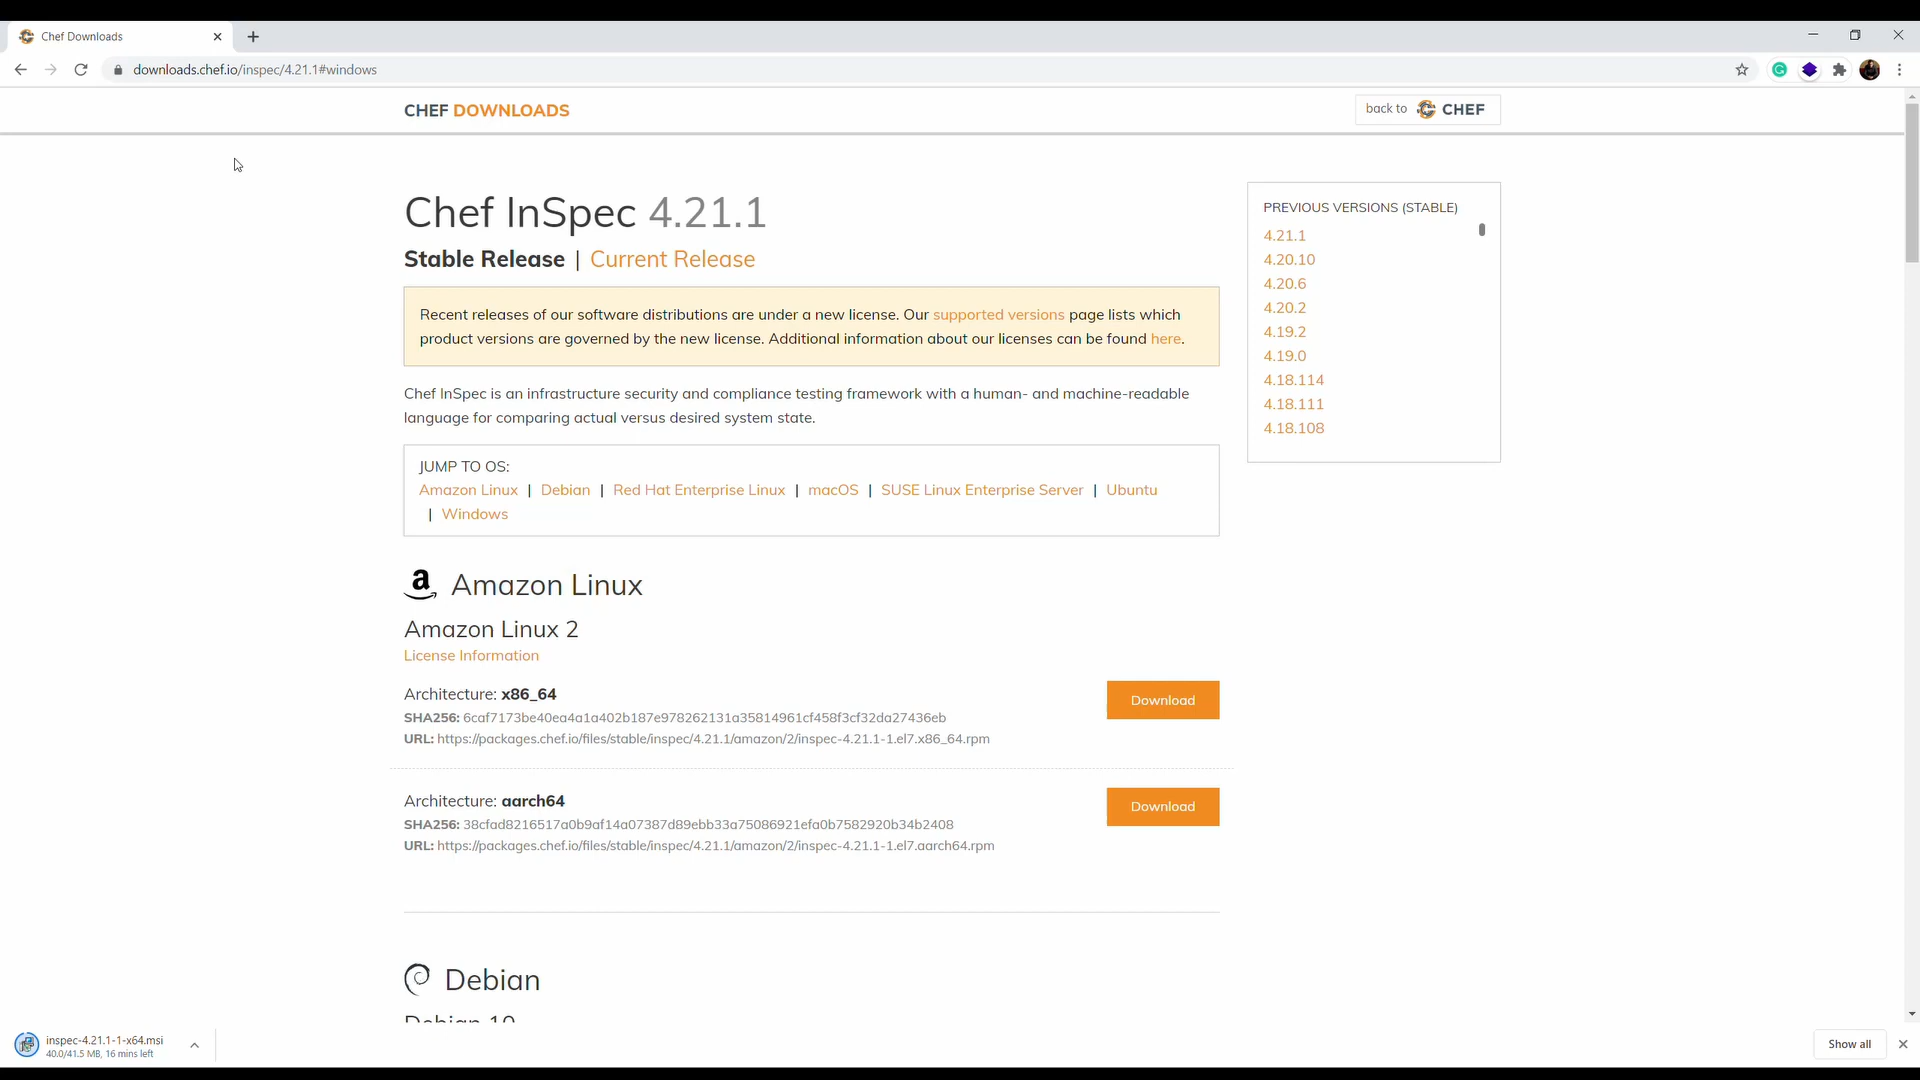 Chef Downloads
downloads.chef.io/inspec/4.21.1#windows
CHEF DOWNLOADS
back to CHEF
Chef InSpec 4.21.1
Stable Release | Current Release
Recent releases of our software distributions are under a new license. Our supported versions page lists which
product versions are governed by the new license. Additional information about our licenses can be found here.
Chef InSpec is an infrastructure security and compliance testing framework with a human- and machine-readable
language for comparing actual versus desired system state.
JUMP TO OS:
Amazon Linux | Debian | Red Hat Enterprise Linux | macOS | SUSE Linux Enterprise Server | Ubuntu
| Windows
PREVIOUS VERSIONS (STABLE)
4.21.1
4.20.10
4.20.6
4.20.2
4.19.2
4.19.0
4.18.114
4.18.111
4.18.108
Amazon Linux
Amazon Linux 2
License Information
Architecture: x86_64
SHA256: 6caf7173be40ea4a1a402b187e978262131a35814961cf458f3cf32da27436eb
URL: https://packages.chef.io/files/stable/inspec/4.21.1/amazon/2/inspec-4.21.1-1.el7.x86_64.rpm
Download
Architecture: aarch64
SHA256: 38cfad8216517a0b9af14a07387d89ebb33a75086921efa0b7582920b34b2408
URL: https://packages.chef.io/files/stable/inspec/4.21.1/amazon/2/inspec-4.21.1-1.el7.aarch64.rpm
Download
Debian
Debian 10
inspec-4.21.1-1-x64.msi
40.0/41.5 MB, 16 mins left
Show all